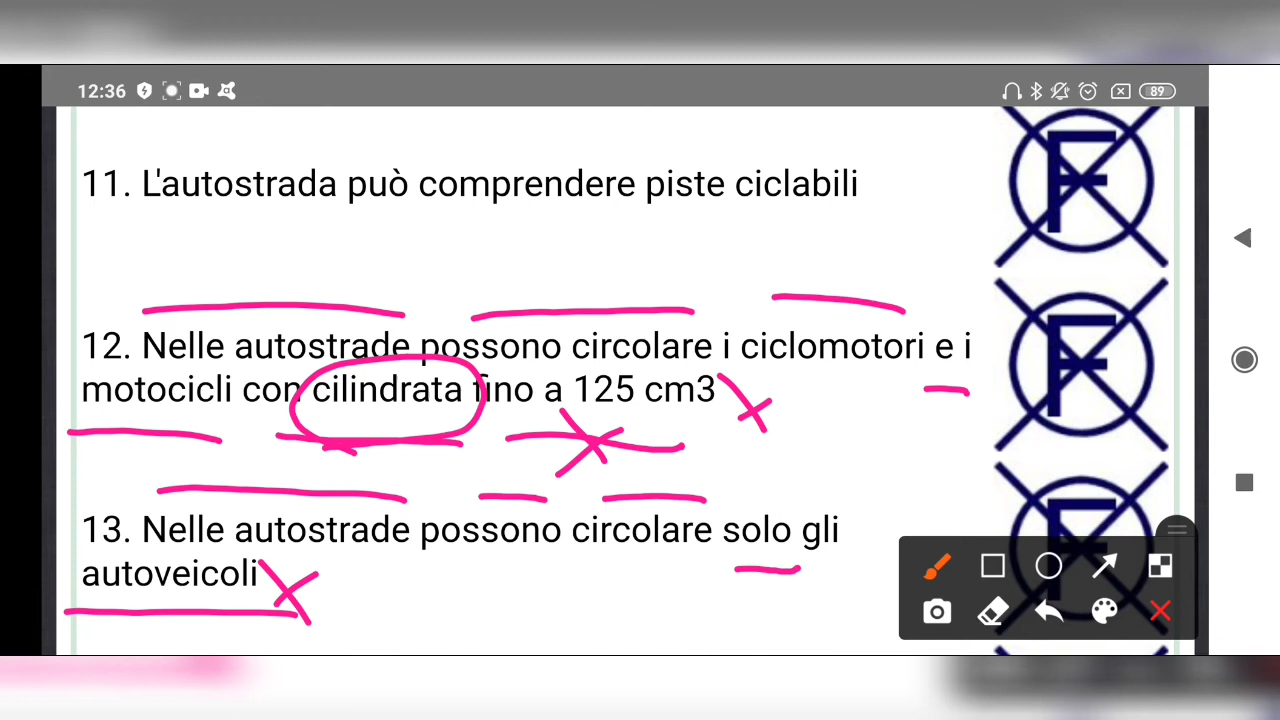 12:36 89
11. L'autostrada può comprendere piste ciclabili
F
12. Nelle autostrade possono circolare i ciclomotori e i
motocicli con cilindrata fino a 125 cm3
F
13. Nelle autostrade possono circolare solo gli
autoveicoli
F